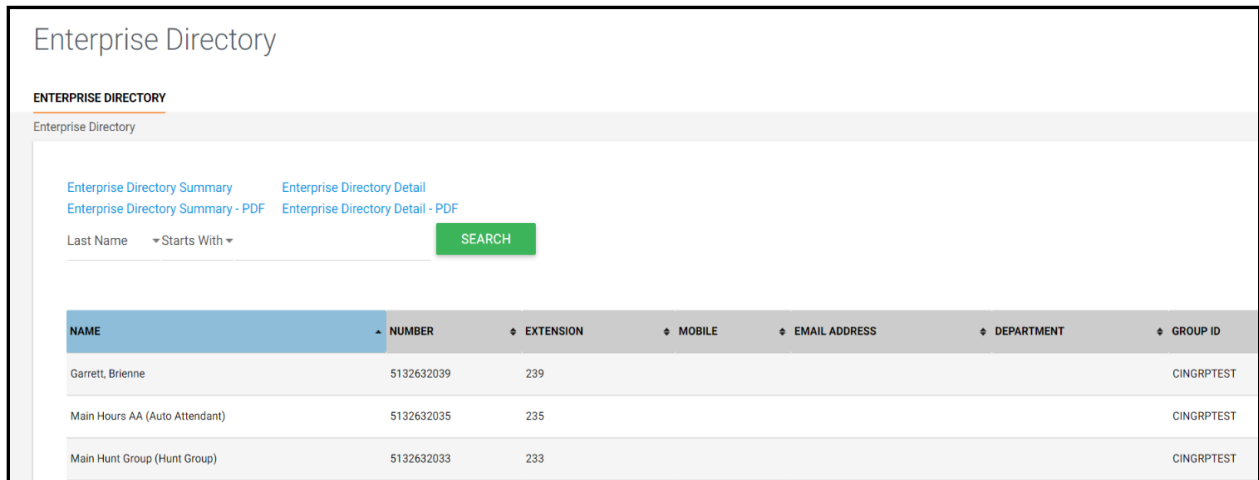 Enterprise Directory
ENTERPRISE DIRECTORY
Enterprise Directory
Enterprise Directory Summary Enterprise Directory Detail
Enterprise Directory Summary - PDF Enterprise Directory Detail - PDF
Last Name Starts With SEARCH
NAME NUMBER EXTENSION MOBILE EMAIL ADDRESS DEPARTMENT GROUP ID
Garrett, Brienne 5132632039 239 CINGRPTEST
Main Hours AA (Auto Attendant) 5132632035 235 CINGRPTEST
Main Hunt Group (Hunt Group) 5132632033 233 CINGRPTEST